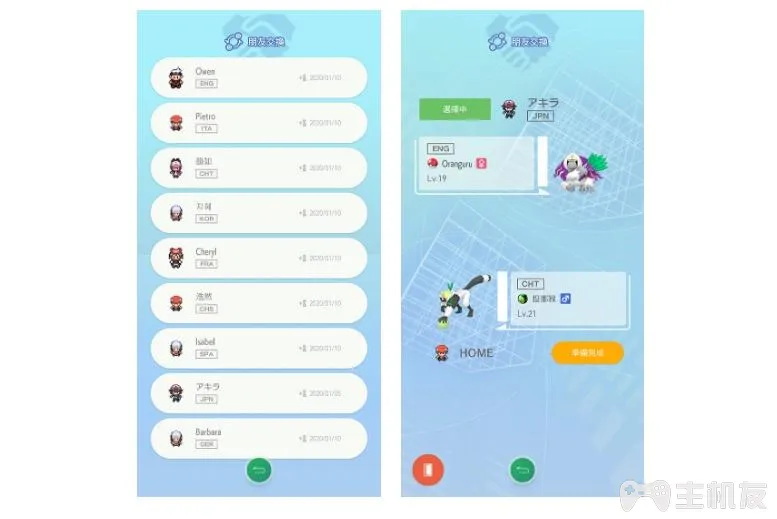 朋友交換
Owen
ENG
2020/01/10
Pietro
ITA
2020/01/10
CHT
2020/01/10
지혜
KOR
2020/01/10
Cheryl
FRA
2020/01/10
浩然
CHS
2020/01/10
Isabel
SPA
2020/01/10
アキラ
JPN
2020/01/05
Barbara
GER
2020/01/10
朋友交換
選擇中
アキラ
JPN
ENG
Oranguru ♀
Lv.19
CHT
投擲猴 ♂
Lv.21
HOME
準備完成
主机友